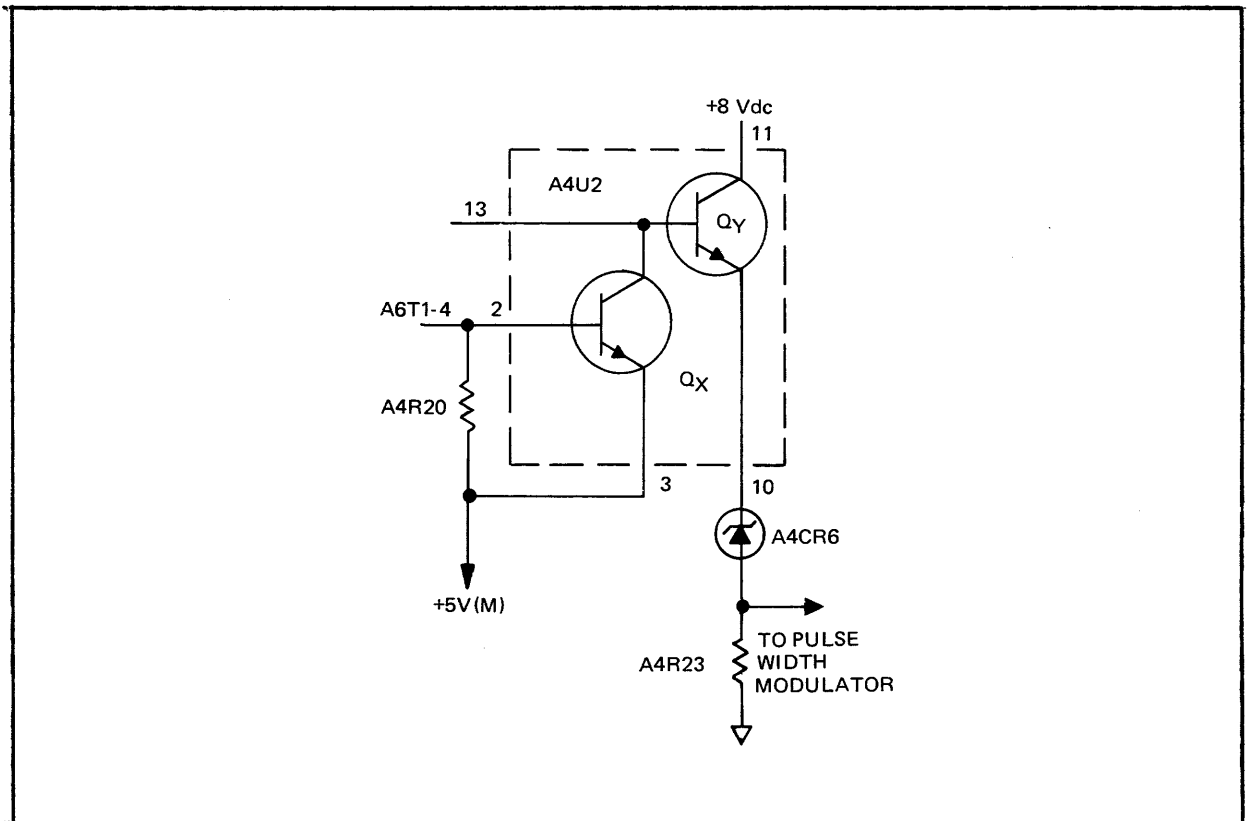 +8 Vdc
11
A4U2
13
QY
A6T1-4
2
QX
A4R20
3
10
A4CR6
+5V(M)
A4R23
TO PULSE
WIDTH
MODULATOR